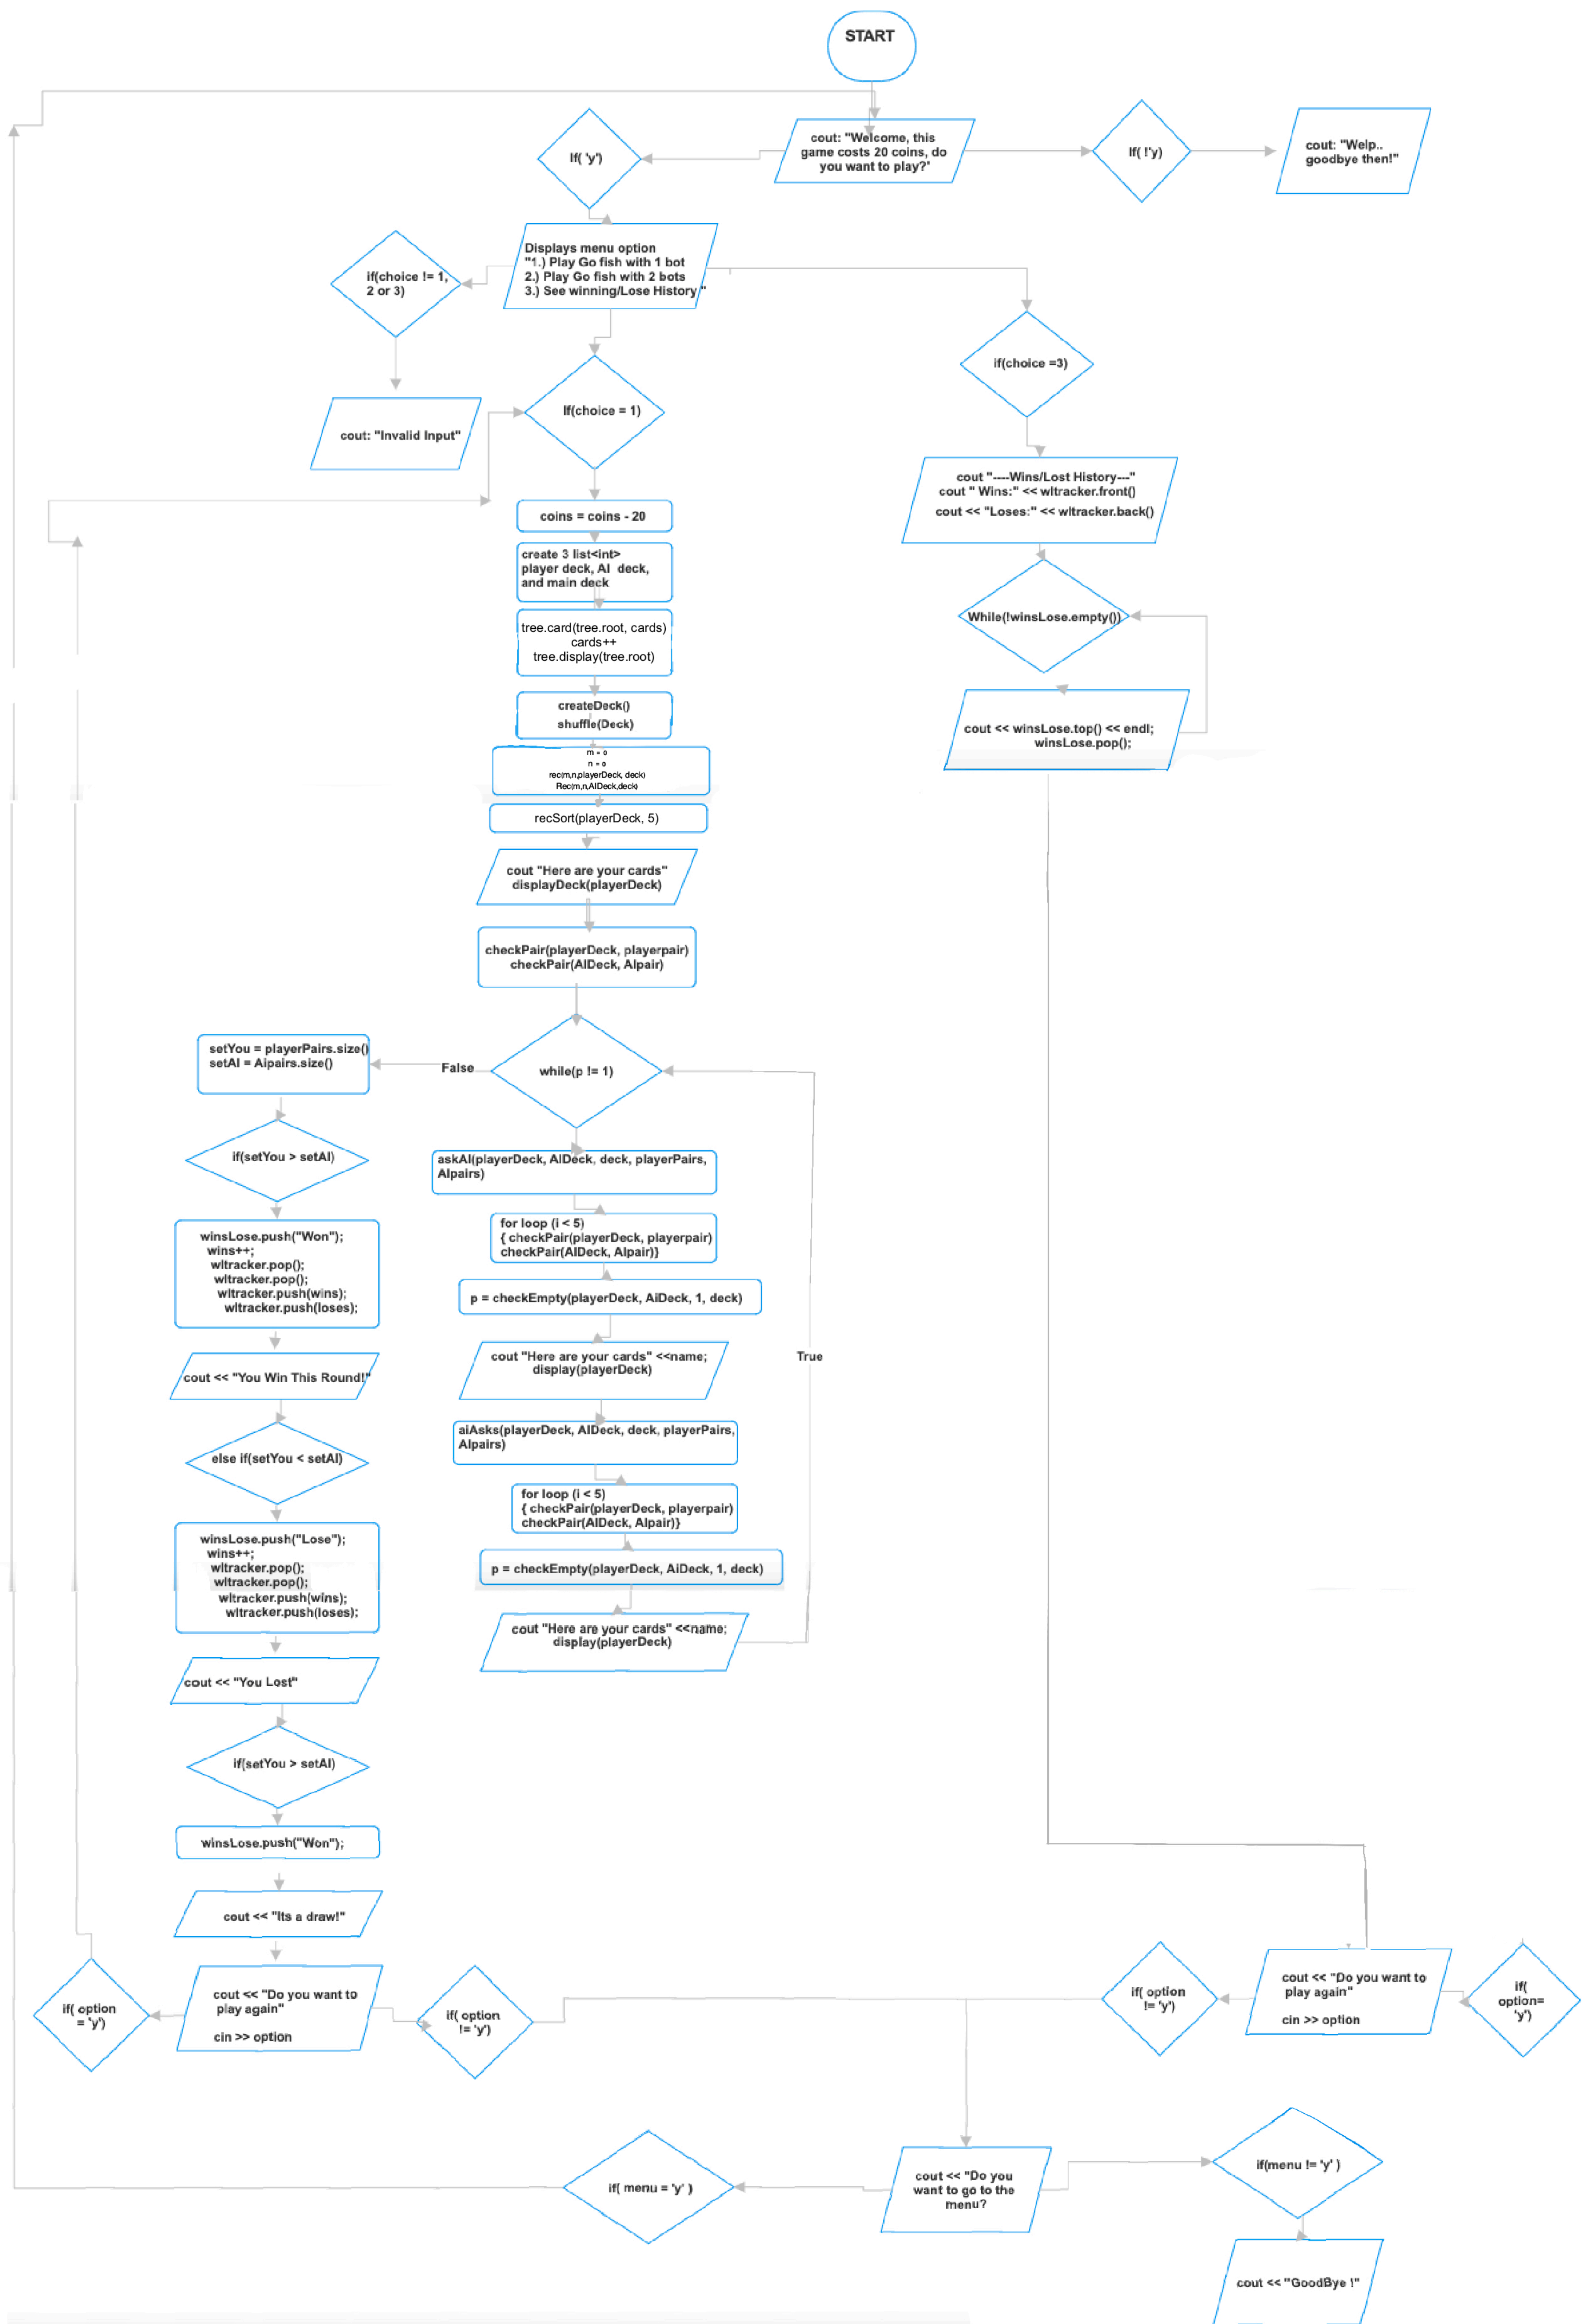 START
cout: "Welcome, this
game costs 20 coins, do
you want to play?'
If( 'y')
If( !'y)
cout: "Welp..
goodbye then!"
Displays menu option
"1.) Play Go fish with 1 bot
2.) Play Go fish with 2 bots
3.) See winning/Lose History "
if(choice != 1,
2 or 3)
cout: "Invalid Input"
If(choice = 1)
if(choice =3)
cout "----Wins/Lost History---"
cout " Wins:" << wltracker.front()
cout << "Loses:" << wltracker.back()
While(!winsLose.empty())
cout << winsLose.top() << endl;
winsLose.pop();
coins = coins - 20
create 3 list<int>
player deck, AI  deck,
and main deck
tree.card(tree.root, cards)
cards++
tree.display(tree.root)
createDeck()
shuffle(Deck)
m = 0
n = 0
rec(m,n,playerDeck, deck)
Rec(m,n,AIDeck,deck)
recSort(playerDeck, 5)
cout "Here are your cards"
displayDeck(playerDeck)
checkPair(playerDeck, playerpair)
checkPair(AIDeck, AIpair)
while(p != 1)
False
True
setYou = playerPairs.size()
setAI = Aipairs.size()
if(setYou > setAI)
winsLose.push("Won");
wins++;
wltracker.pop();
wltracker.pop();
wltracker.push(wins);
wltracker.push(loses);
cout << "You Win This Round!"
else if(setYou < setAI)
winsLose.push("Lose");
wins++;
wltracker.pop();
wltracker.pop();
wltracker.push(wins);
wltracker.push(loses);
cout << "You Lost"
if(setYou > setAI)
winsLose.push("Won");
cout << "Its a draw!"
askAI(playerDeck, AIDeck, deck, playerPairs,
AIpairs)
for loop (i < 5)
{ checkPair(playerDeck, playerpair)
checkPair(AIDeck, AIpair)}
p = checkEmpty(playerDeck, AiDeck, 1, deck)
cout "Here are your cards" <<name;
display(playerDeck)
aiAsks(playerDeck, AIDeck, deck, playerPairs,
AIpairs)
for loop (i < 5)
{ checkPair(playerDeck, playerpair)
checkPair(AIDeck, AIpair)}
p = checkEmpty(playerDeck, AiDeck, 1, deck)
cout "Here are your cards" <<name;
display(playerDeck)
if( option
= 'y')
cout << "Do you want to
play again"
cin >> option
if( option
!= 'y')
if( option
!= 'y')
cout << "Do you want to
play again"
cin >> option
if(
option=
'y')
if( menu = 'y' )
cout << "Do you
want to go to the
menu?
if(menu != 'y' )
cout << "GoodBye !"